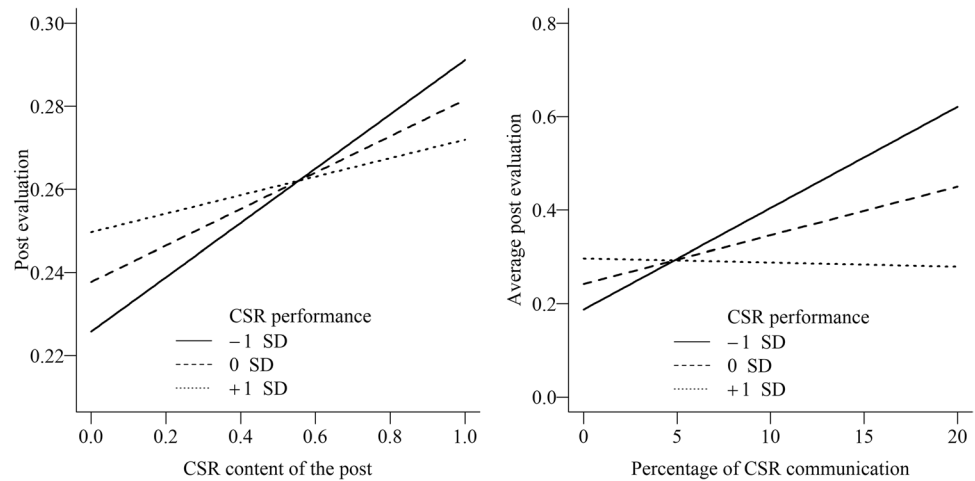 0.30
0.28
0.26
0.24
0.22
Post evaluation
CSR performance
−1 SD
0 SD
+1 SD
0.0 0.2 0.4 0.6 0.8 1.0
CSR content of the post
0.8
0.6
0.4
0.2
0.0
Average post evaluation
CSR performance
−1 SD
0 SD
+1 SD
0 5 10 15 20
Percentage of CSR communication